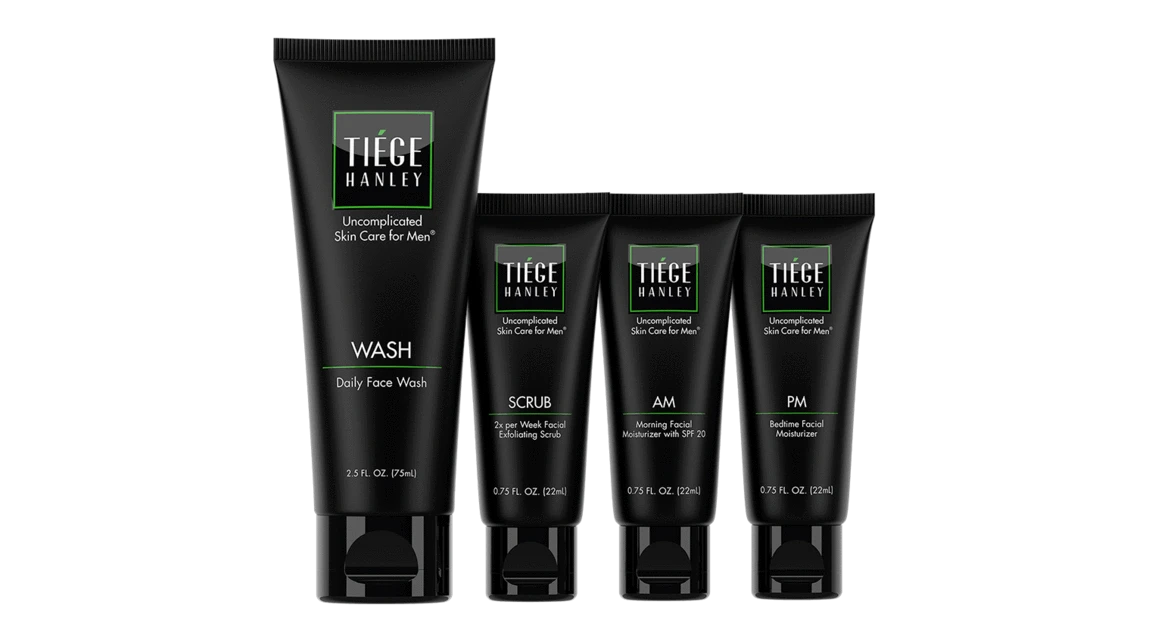 TIÉGE
HANLEY
Uncomplicated
Skin Care for Men®
WASH
Daily Face Wash
2.5 FL. OZ. (75mL)
TIÉGE
HANLEY
Uncomplicated
Skin Care for Men®
SCRUB
2x per Week Facial
Exfoliating Scrub
0.75 FL. OZ. (22mL)
TIÉGE
HANLEY
Uncomplicated
Skin Care for Men®
AM
Morning Facial
Moisturizer with SPF 20
0.75 FL. OZ. (22mL)
TIÉGE
HANLEY
Uncomplicated
Skin Care for Men®
PM
Bedtime Facial
Moisturizer
0.75 FL. OZ. (22mL)